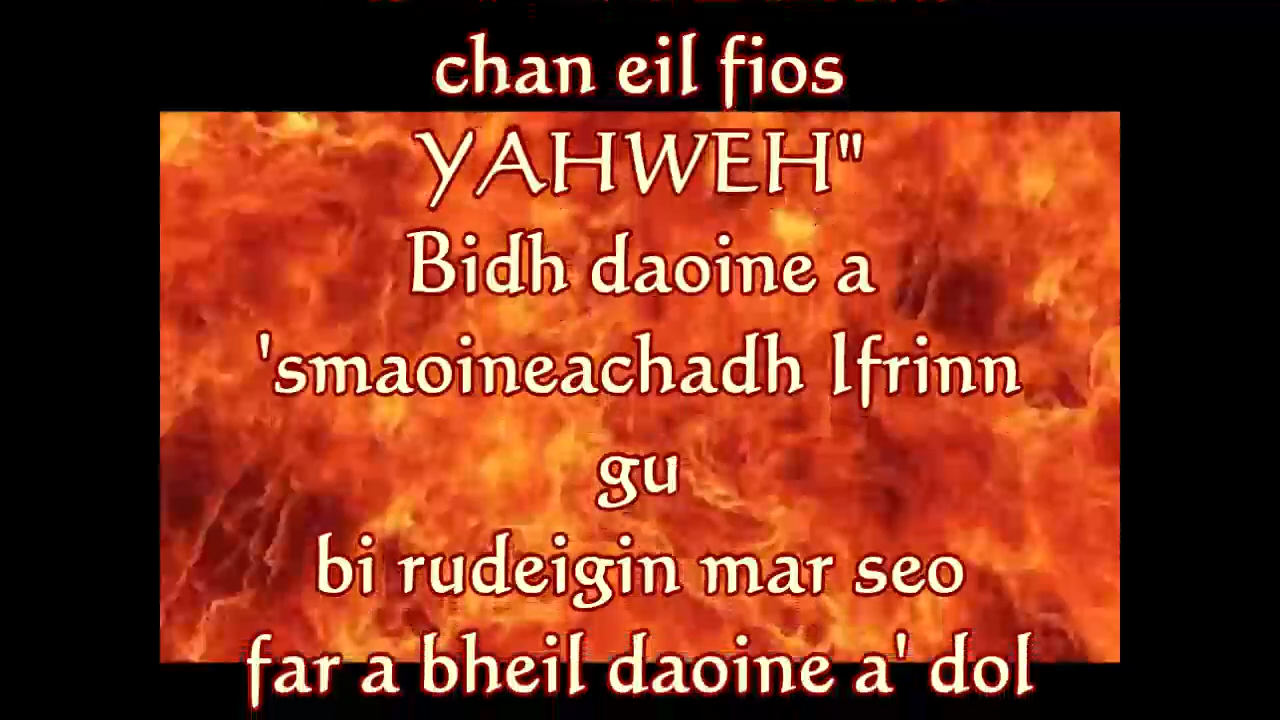 chan eil fios
YAHWEH"
Bidh daoine a
'smaoineachadh Ifrinn
gu
bi rudeigin mar seo
far a bheil daoine a' dol